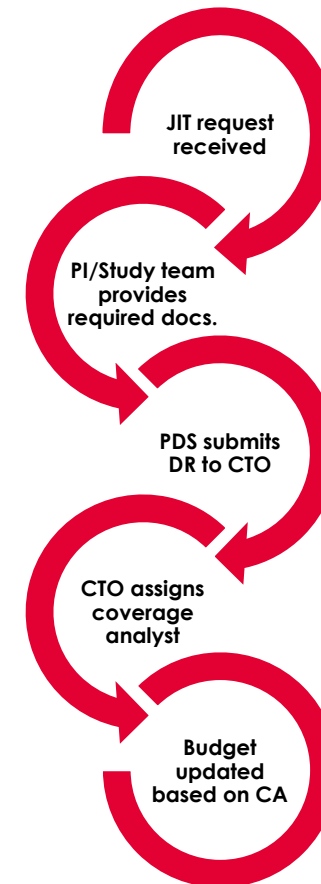 JIT request
received
PI/Study team
provides
required docs.
PDS submits
DR to CTO
CTO assigns
coverage
analyst
Budget
updated
based on CA